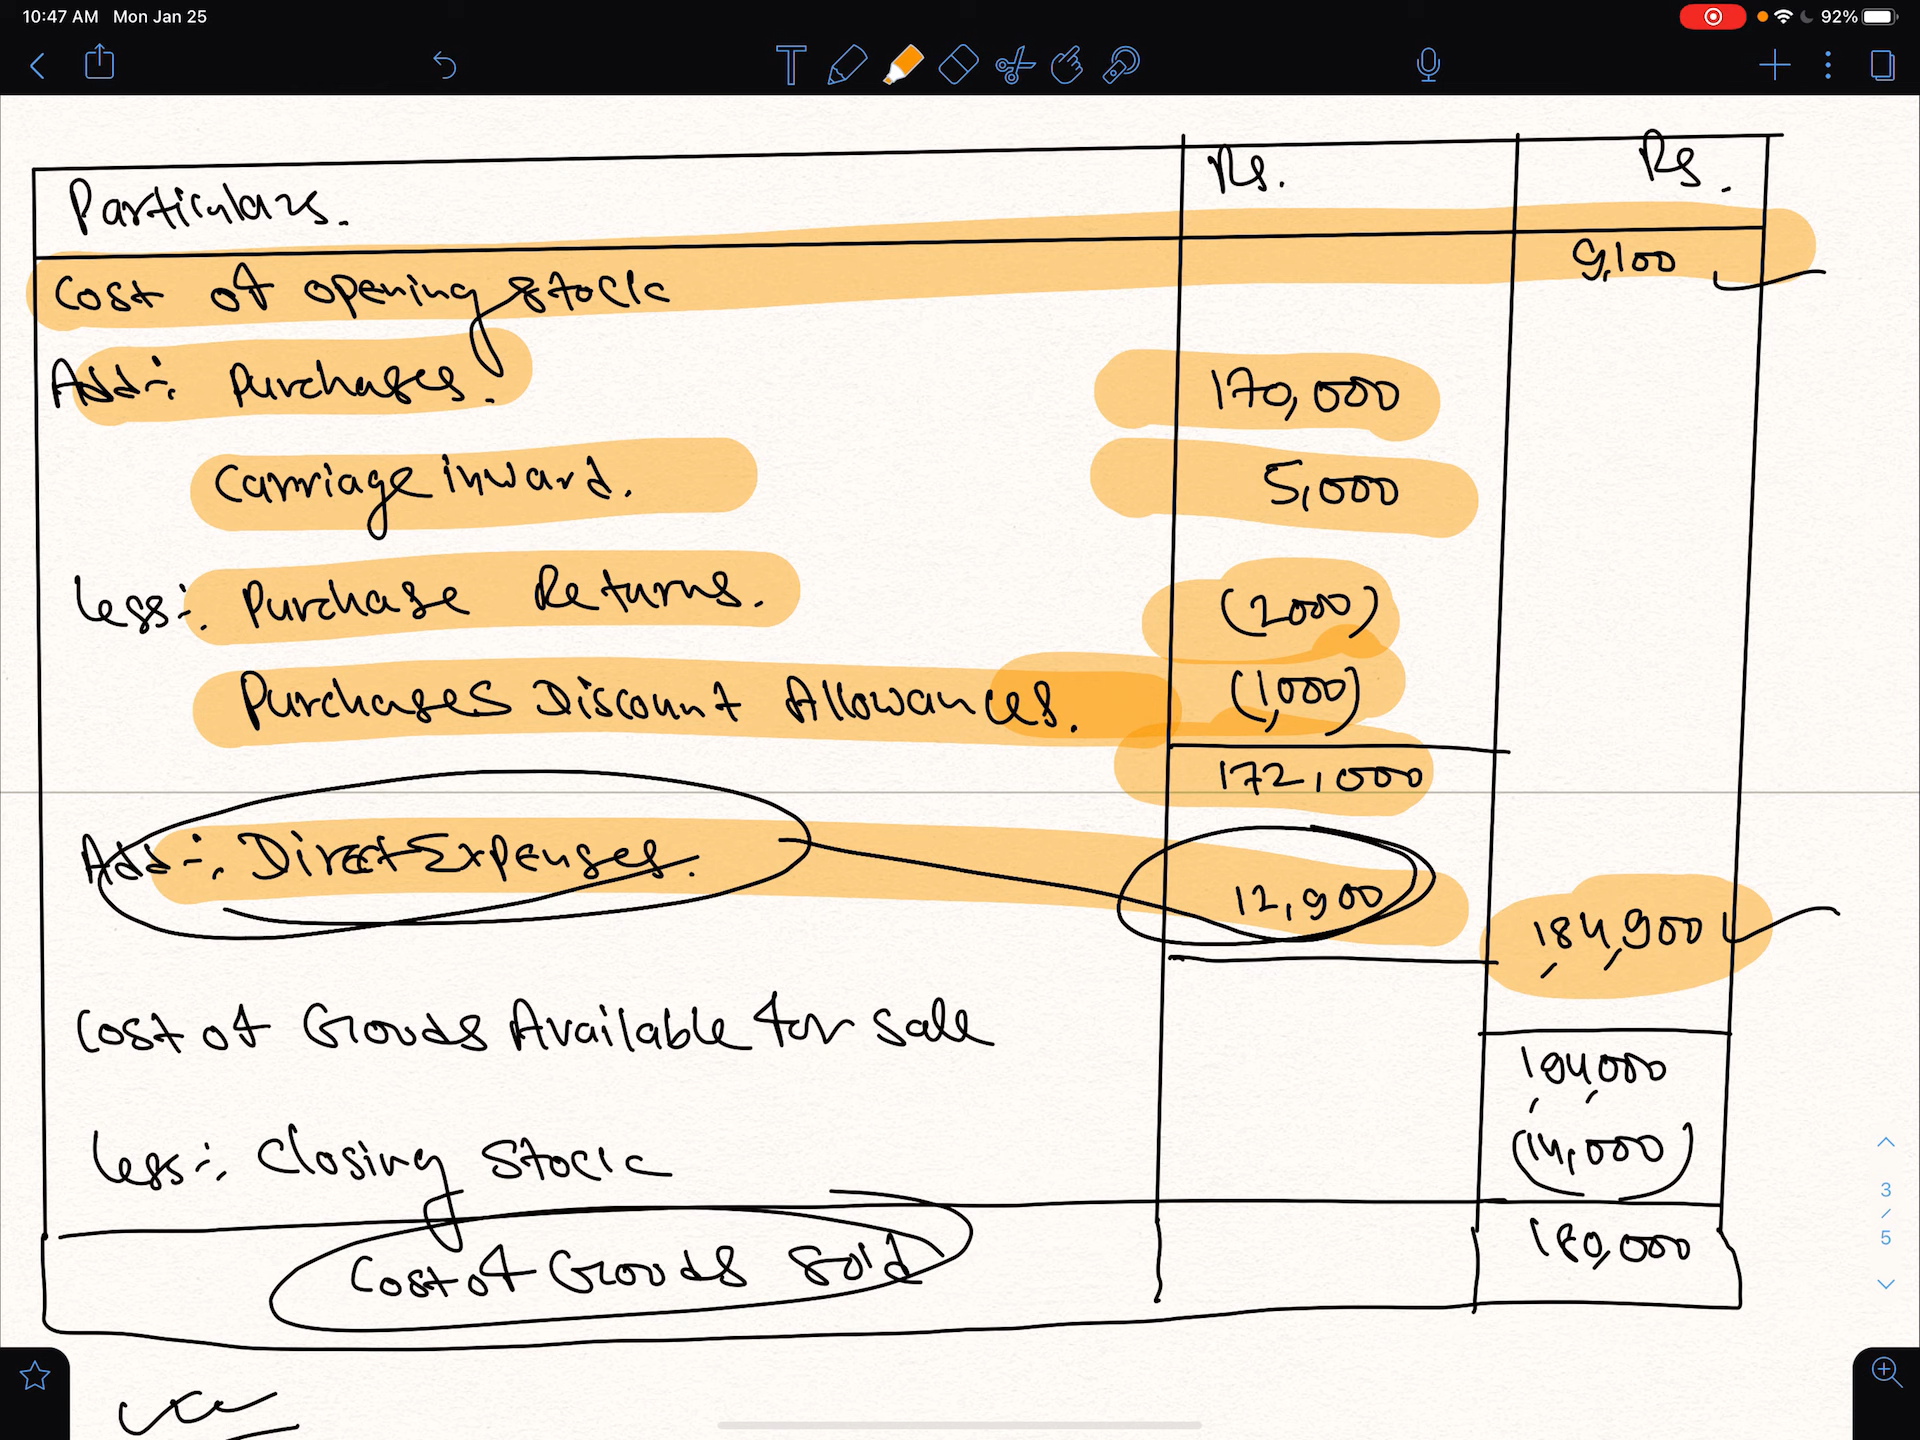 10:47 AM Mon Jan 25
92%
Particulars. Rs. Rs.
Cost of opening stock 9,100
Add:- Purchases. 170,000
Carriage inward. 5,000
Less:- Purchase Returns. (2000)
Purchases Discount Allowances. (1,000)
172,000
Add:- Direct Expenses. 12,900 184,900
Cost of Goods Available for sale 194,000
Less:- Closing Stock (14,000)
Cost of Goods Sold 180,000
3
/
5